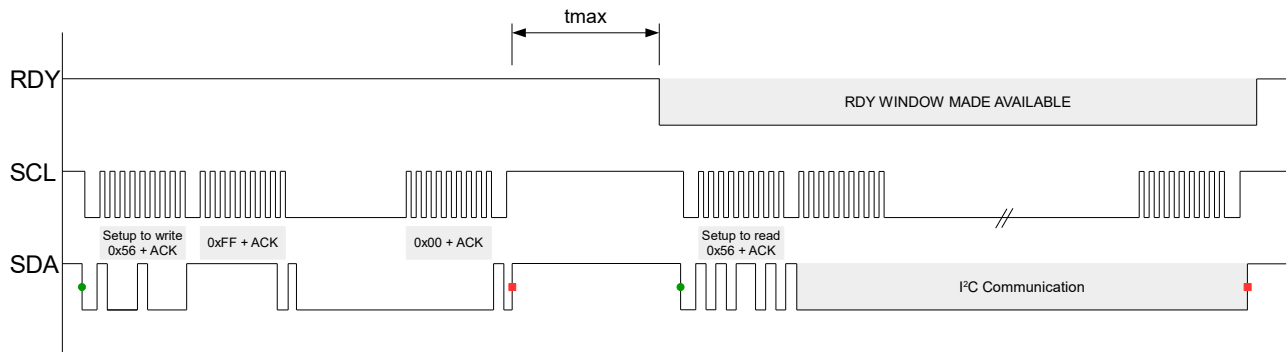 tmax
RDY
RDY WINDOW MADE AVAILABLE
SCL
Setup to write
0x56 + ACK
0xFF + ACK
0x00 + ACK
Setup to read
0x56 + ACK
SDA
I²C Communication